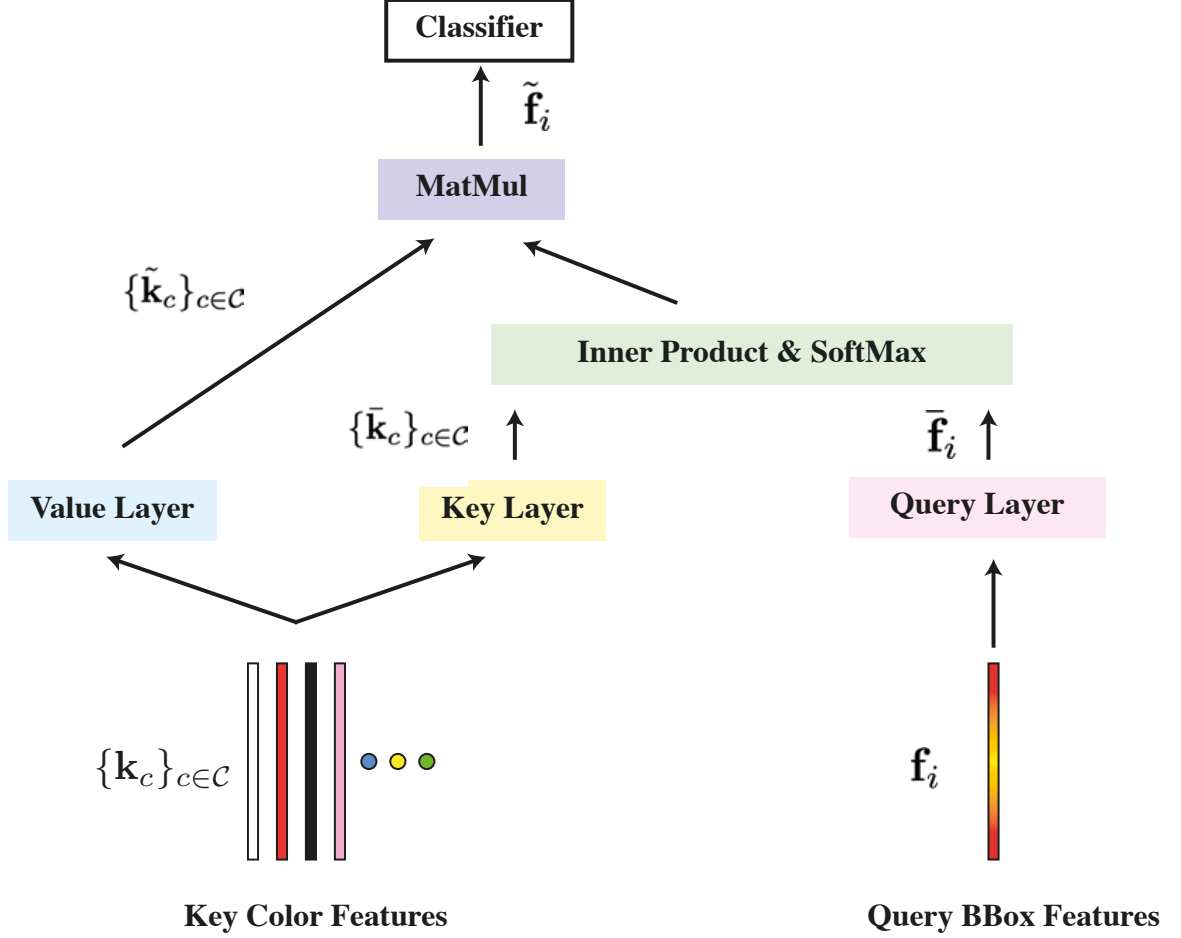 Classifier
f̃_i
MatMul
{k̃_c}_{c∈𝒞}
Inner Product & SoftMax
{k̄_c}_{c∈𝒞}
f̄_i
Value Layer
Key Layer
Query Layer
{k_c}_{c∈𝒞}
f_i
Key Color Features
Query BBox Features